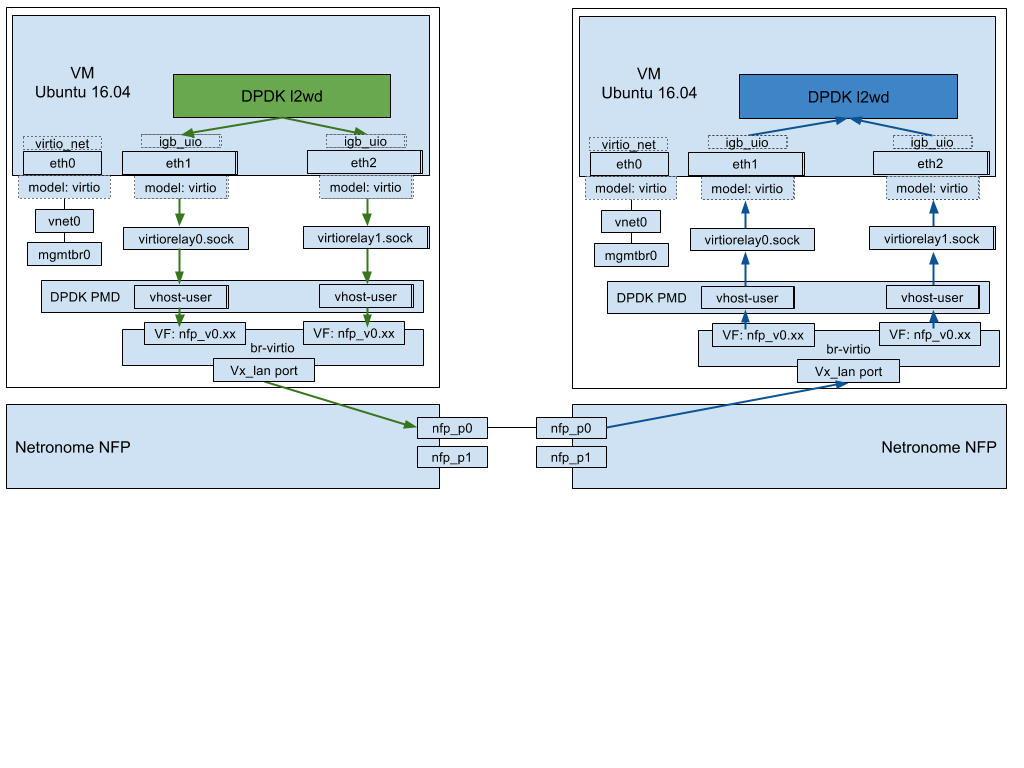 VM
Ubuntu 16.04
DPDK l2wd
virtio_net
igb_uio
igb_uio
eth0
eth1
eth2
model: virtio
model: virtio
model: virtio
vnet0
virtiorelay0.sock
virtiorelay1.sock
mgmtbr0
DPDK PMD
vhost-user
vhost-user
VF: nfp_v0.xx
VF: nfp_v0.xx
br-virtio
Vx_lan port
Netronome NFP
nfp_p0
nfp_p1
VM
Ubuntu 16.04
DPDK l2wd
virtio_net
igb_uio
igb_uio
eth0
eth1
eth2
model: virtio
model: virtio
model: virtio
vnet0
virtiorelay0.sock
virtiorelay1.sock
mgmtbr0
DPDK PMD
vhost-user
vhost-user
VF: nfp_v0.xx
VF: nfp_v0.xx
br-virtio
Vx_lan port
nfp_p0
nfp_p1
Netronome NFP